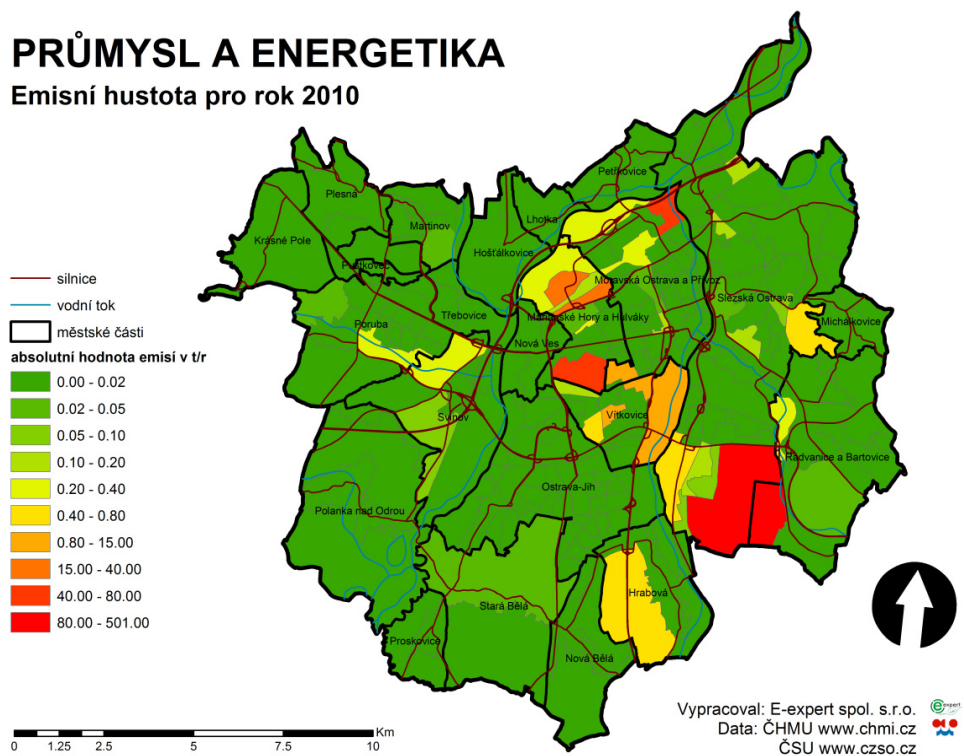 PRŮMYSL A ENERGETIKA
Emisní hustota pro rok 2010
silnice
vodní tok
městské části
absolutní hodnota emisí v t/r
0.00 - 0.02
0.02 - 0.05
0.05 - 0.10
0.10 - 0.20
0.20 - 0.40
0.40 - 0.80
0.80 - 15.00
15.00 - 40.00
40.00 - 80.00
80.00 - 501.00
Petřkovice
Plesná
Lhotka
Martinov
Krásné Pole
Hošťálkovice
Pustkovec
Moravská Ostrava a Přívoz
Slezská Ostrava
Třebovice
Mariánské Hory a Hulváky
Michálkovice
Poruba
Nová Ves
Svinov
Vítkovice
Radvanice a Bartovice
Ostrava-Jih
Polanka nad Odrou
Hrabová
Stará Bělá
Proskovice
Nová Bělá
Km
0 1.25 2.5 5 7.5 10
Vypracoval: E-expert spol. s.r.o.
Data: ČHMU www.chmi.cz
ČSU www.czso.cz